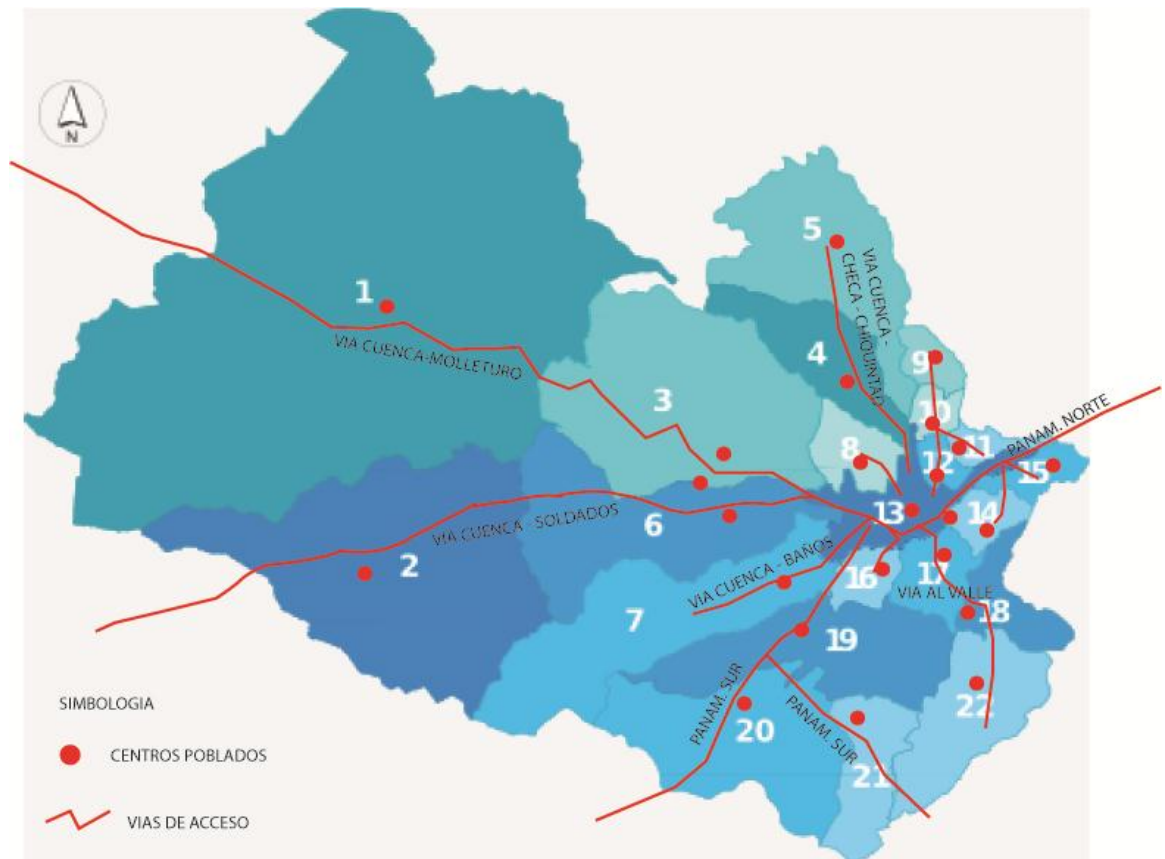 N
5
VIA CUENCA -
CHECA - CHIQUINTAD
1
VIA CUENCA-MOLLETURO
4
9
3
10
PANAM. NORTE
8
12
11
15
13
14
6
VIA CUENCA - SOLDADOS
2
VIA CUENCA - BAÑOS
16
17
VIA AL VALLE
18
7
19
PANAM. SUR
PANAM. SUR
20
22
21
SIMBOLOGIA
CENTROS POBLADOS
VIAS DE ACCESO